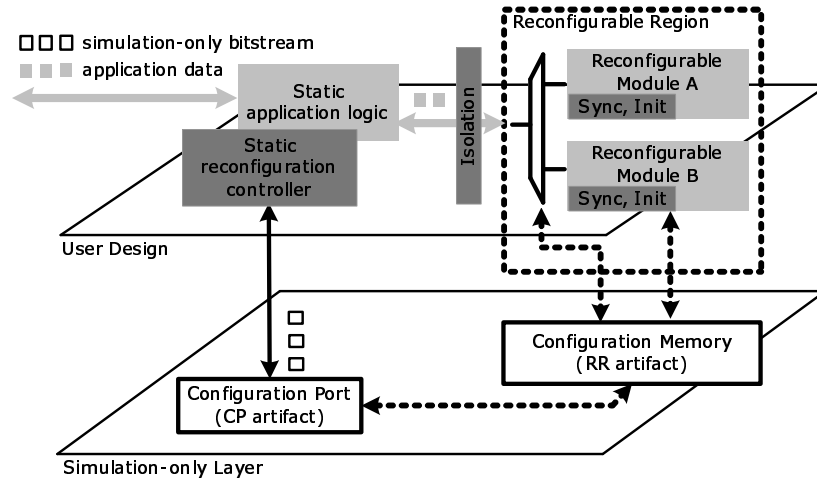 Reconfigurable Region
simulation-only bitstream
application data
Static
application logic
Static
reconfiguration
controller
Isolation
Reconfigurable
Module A
Sync, Init
Reconfigurable
Module B
Sync, Init
User Design
Configuration Memory
(RR artifact)
Configuration Port
(CP artifact)
Simulation-only Layer